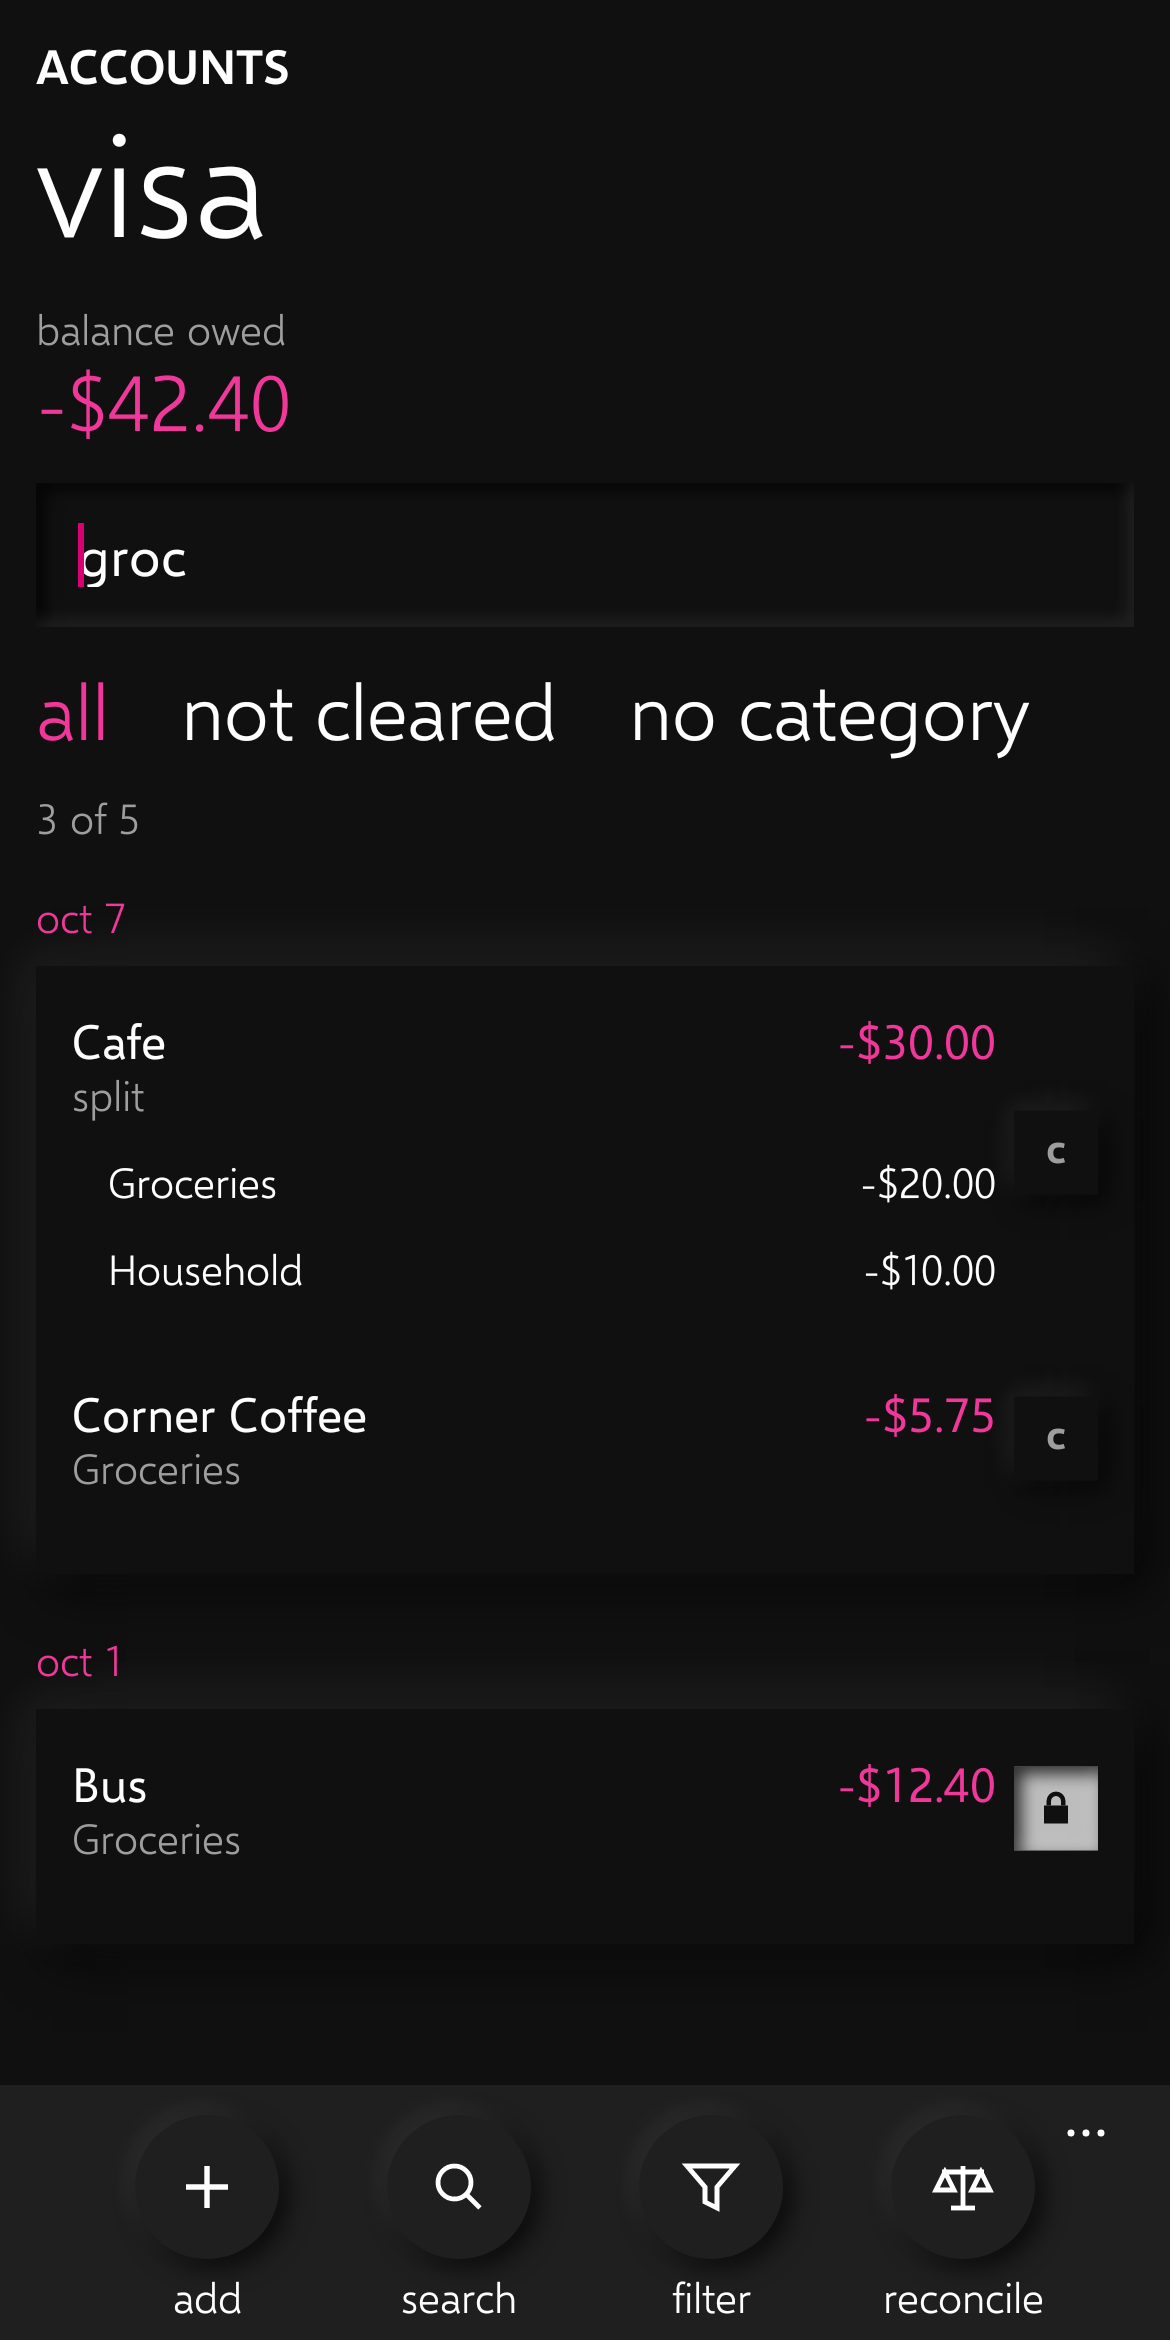 ACCOUNTS
visa
balance owed
-$42.40
groc
all not cleared no category
3 of 5
oct 7
Cafe -$30.00
split
c
Groceries -$20.00
Household -$10.00
Corner Coffee -$5.75
c
Groceries
oct 1
Bus -$12.40
Groceries
...
add search filter reconcile